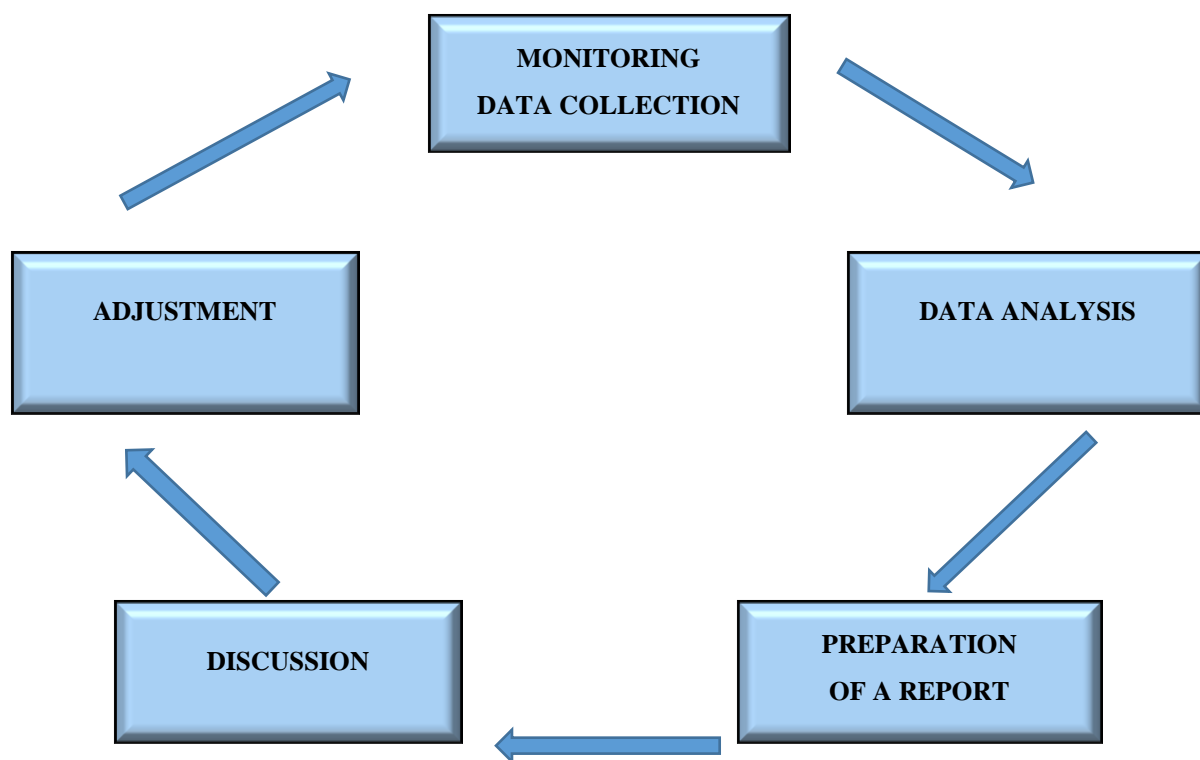 MONITORING
DATA COLLECTION
ADJUSTMENT
DATA ANALYSIS
DISCUSSION
PREPARATION
OF A REPORT